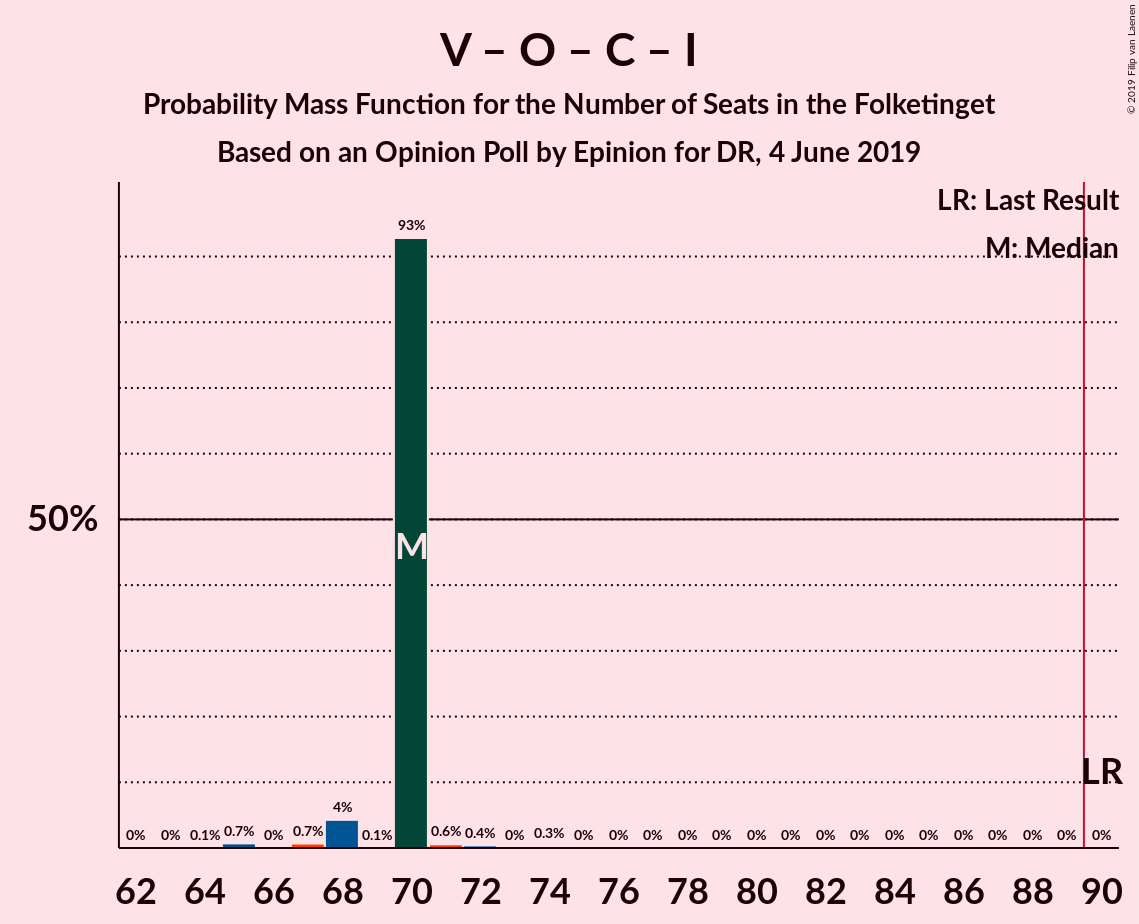 V – O – C – I
Probability Mass Function for the Number of Seats in the Folketinget
Based on an Opinion Poll by Epinion for DR, 4 June 2019
© 2019 Filip van Laenen
LR: Last Result
M: Median
93%
50%
M
LR
0% 0% 0.1% 0.7% 0% 0.7% 4% 0.1% 0.6% 0.4% 0% 0.3% 0% 0% 0% 0% 0% 0% 0% 0% 0% 0% 0% 0% 0% 0% 0% 0%
62 64 66 68 70 72 74 76 78 80 82 84 86 88 90